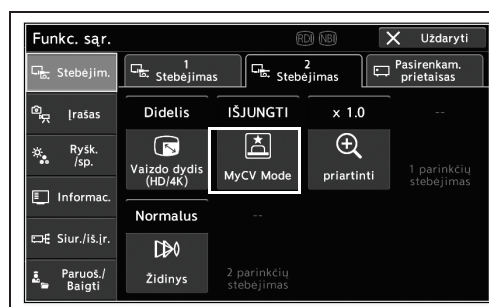 Funkc. sąr.
RDI NBI
Uždaryti
Stebėjim.
1
Stebėjimas
2
Stebėjimas
Pasirenkam.
prietaisas
Įrašas
Ryšk.
/sp.
Informac.
Siur./iš.įr.
Paruoš./
Baigti
Didelis
IŠJUNGTI
x 1.0
--
Vaizdo dydis
(HD/4K)
MyCV Mode
priartinti
1 parinkčių
stebėjimas
Normalus
--
Židinys
2 parinkčių
stebėjimas